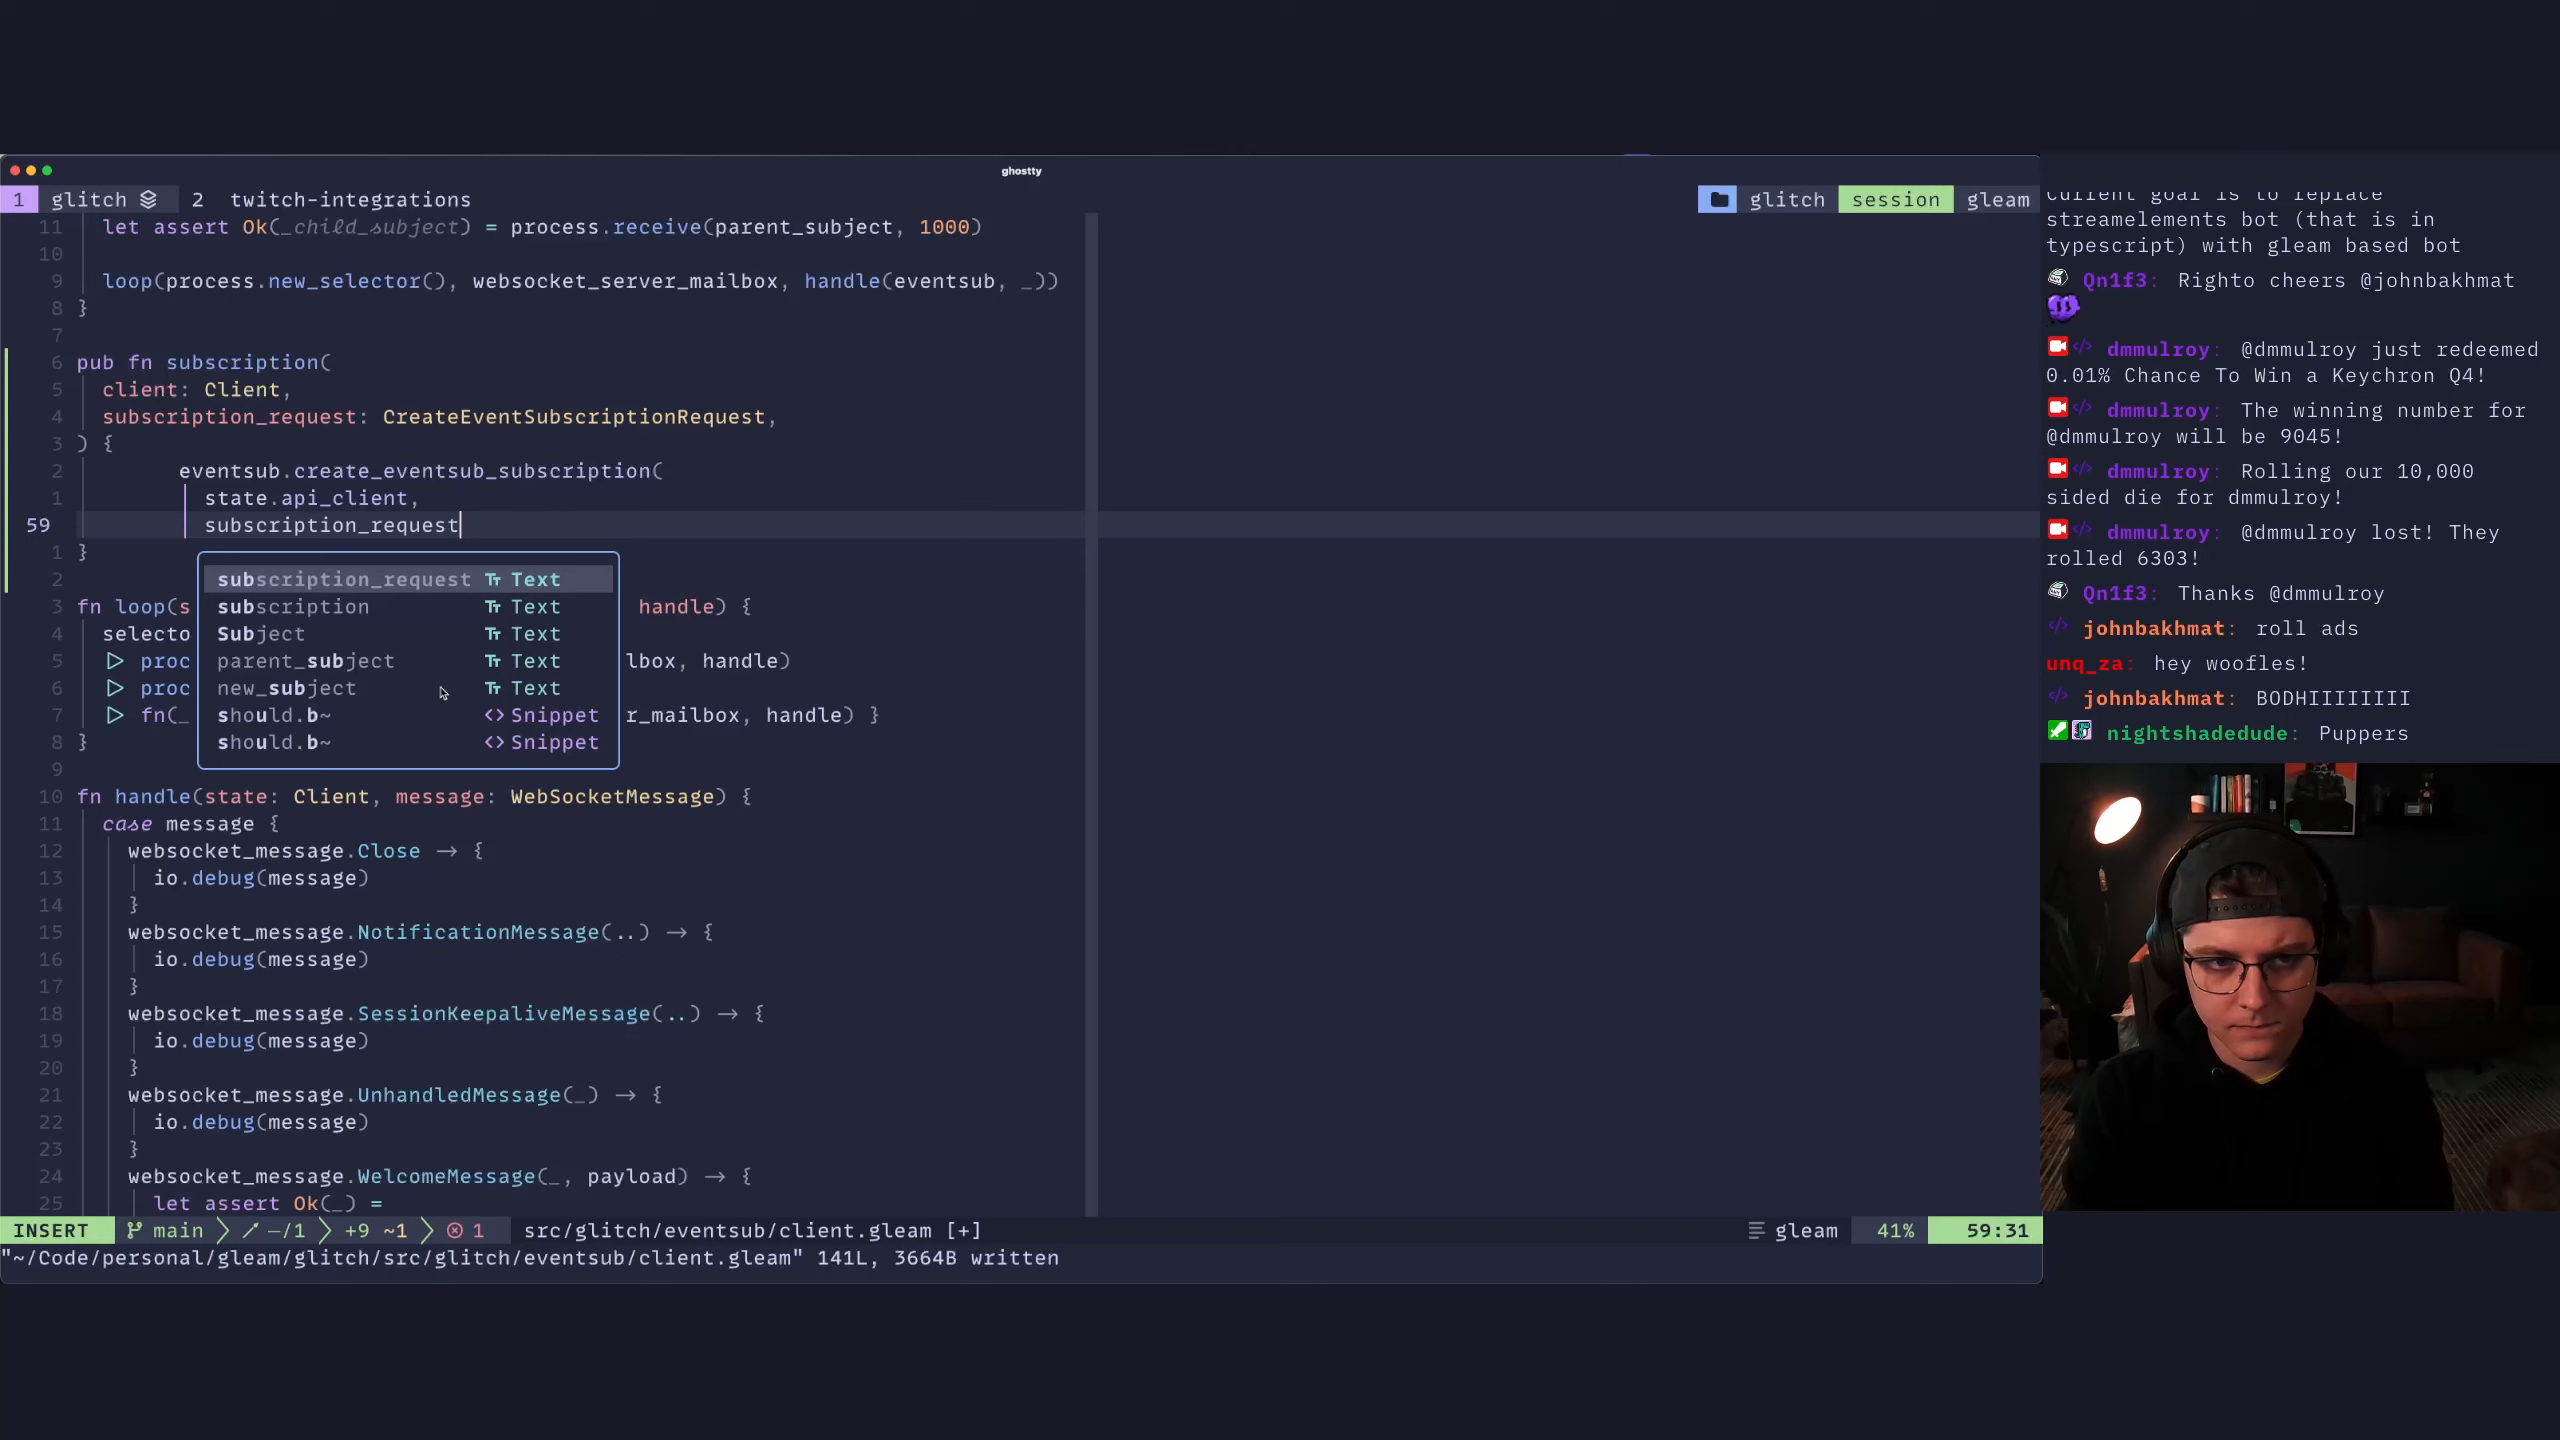 ghostty
1 glitch 2 twitch-integrations glitch session gleam
11 let assert Ok(_child_subject) = process.receive(parent_subject, 1000)
10
9 loop(process.new_selector(), websocket_server_mailbox, handle(eventsub, _))
8 }
7
6 pub fn subscription(
5 client: Client,
4 subscription_request: CreateEventSubscriptionRequest,
3 ) {
2 eventsub.create_eventsub_subscription(
1 state.api_client,
59 subscription_request
1 }
2
subscription_request Text
3 fn loop(s handle) {
subscription Text
4 selecto
Subject Text
5 ▷ proc lbox, handle)
parent_subject Text
6 ▷ proc
new_subject Text
7 ▷ fn(_ r_mailbox, handle) }
should.b~ Snippet
8 }
should.b~ Snippet
9
10 fn handle(state: Client, message: WebSocketMessage) {
11 case message {
12 websocket_message.Close -> {
13 io.debug(message)
14 }
15 websocket_message.NotificationMessage(..) -> {
16 io.debug(message)
17 }
18 websocket_message.SessionKeepaliveMessage(..) -> {
19 io.debug(message)
20 }
21 websocket_message.UnhandledMessage(_) -> {
22 io.debug(message)
23 }
24 websocket_message.WelcomeMessage(_, payload) -> {
25 let assert Ok(_) =
INSERT main -/1 +9 ~1 1 src/glitch/eventsub/client.gleam [+] gleam 41% 59:31
"~/Code/personal/gleam/glitch/src/glitch/eventsub/client.gleam" 141L, 3664B written
Current goal is to replace
streamelements bot (that is in
typescript) with gleam based bot
Qn1f3: Righto cheers @johnbakhmat
dmmulroy: @dmmulroy just redeemed
0.01% Chance To Win a Keychron Q4!
dmmulroy: The winning number for
@dmmulroy will be 9045!
dmmulroy: Rolling our 10,000
sided die for dmmulroy!
dmmulroy: @dmmulroy lost! They
rolled 6303!
Qn1f3: Thanks @dmmulroy
johnbakhmat: roll ads
unq_za: hey woofles!
johnbakhmat: BODHIIIIIIII
nightshadedude: Puppers